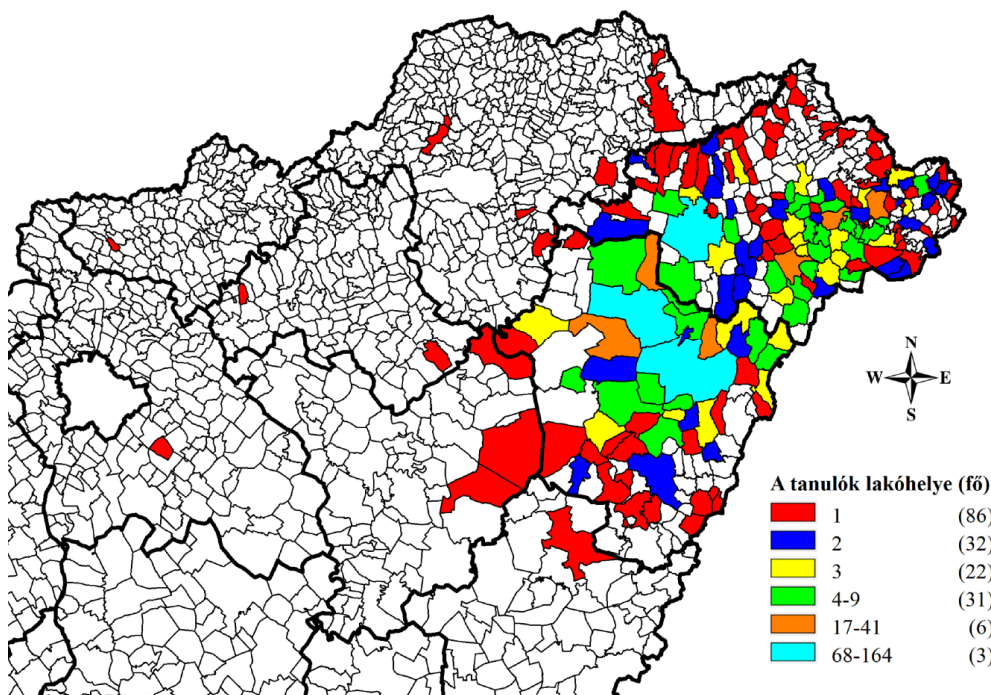 N
W E
S
A tanulók lakóhelye (fő)
1 (86)
2 (32)
3 (22)
4-9 (31)
17-41 (6)
68-164 (3)